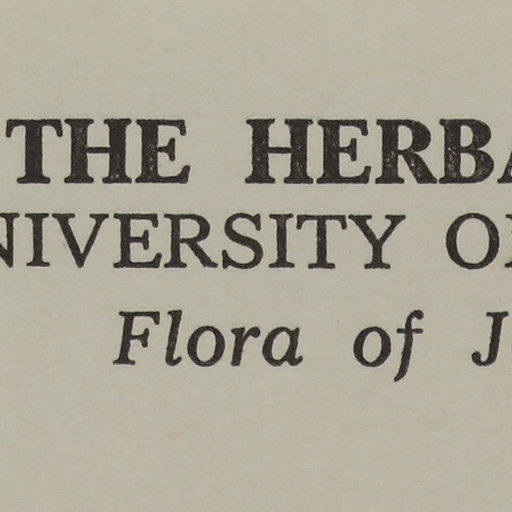 THE HERBA
NIVERSITY O
Flora of J